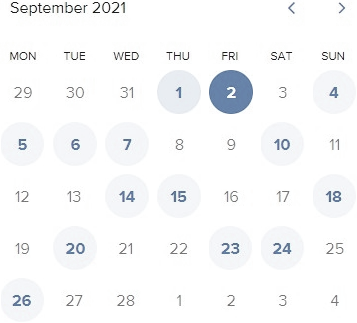 September 2021
MON TUE WED THU FRI SAT SUN
29 30 31 1 2 3 4
5 6 7 8 9 10 11
12 13 14 15 16 17 18
19 20 21 22 23 24 25
26 27 28 1 2 3 4